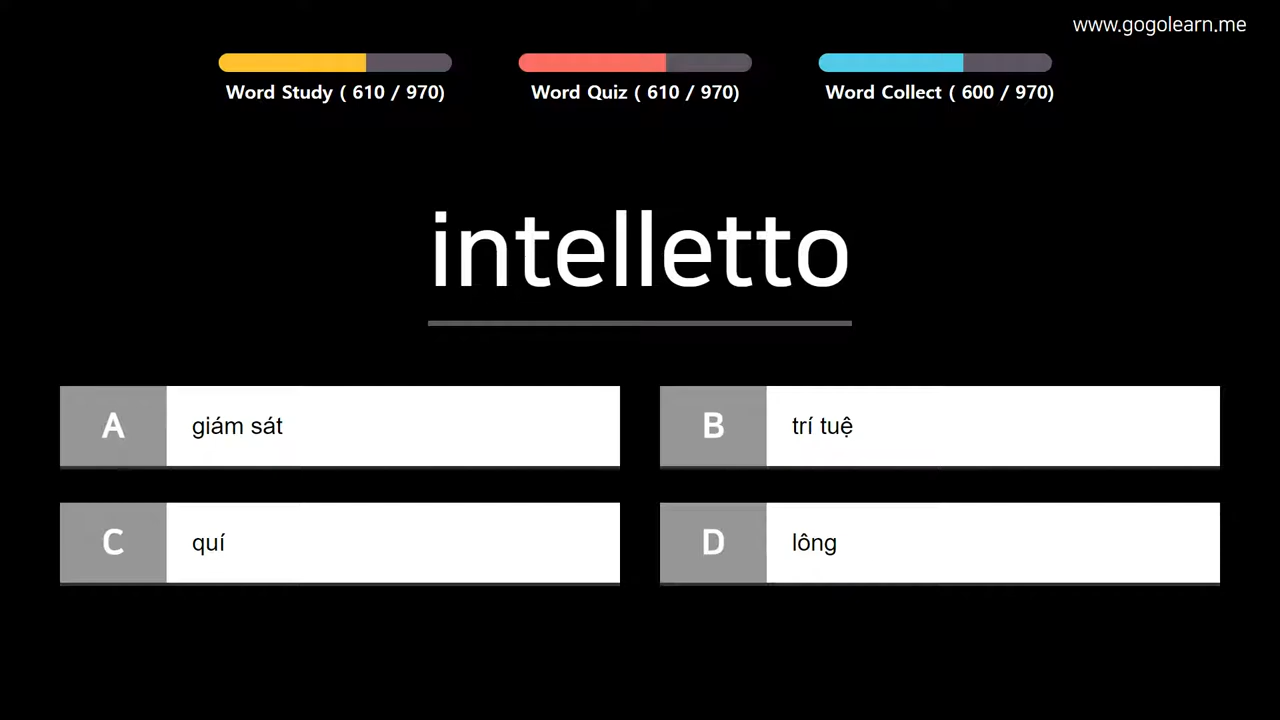 www.gogolearn.me
Word Study ( 610 / 970)
Word Quiz ( 610 / 970)
Word Collect ( 600 / 970)
intelletto
A giám sát
B trí tuệ
C quí
D lông